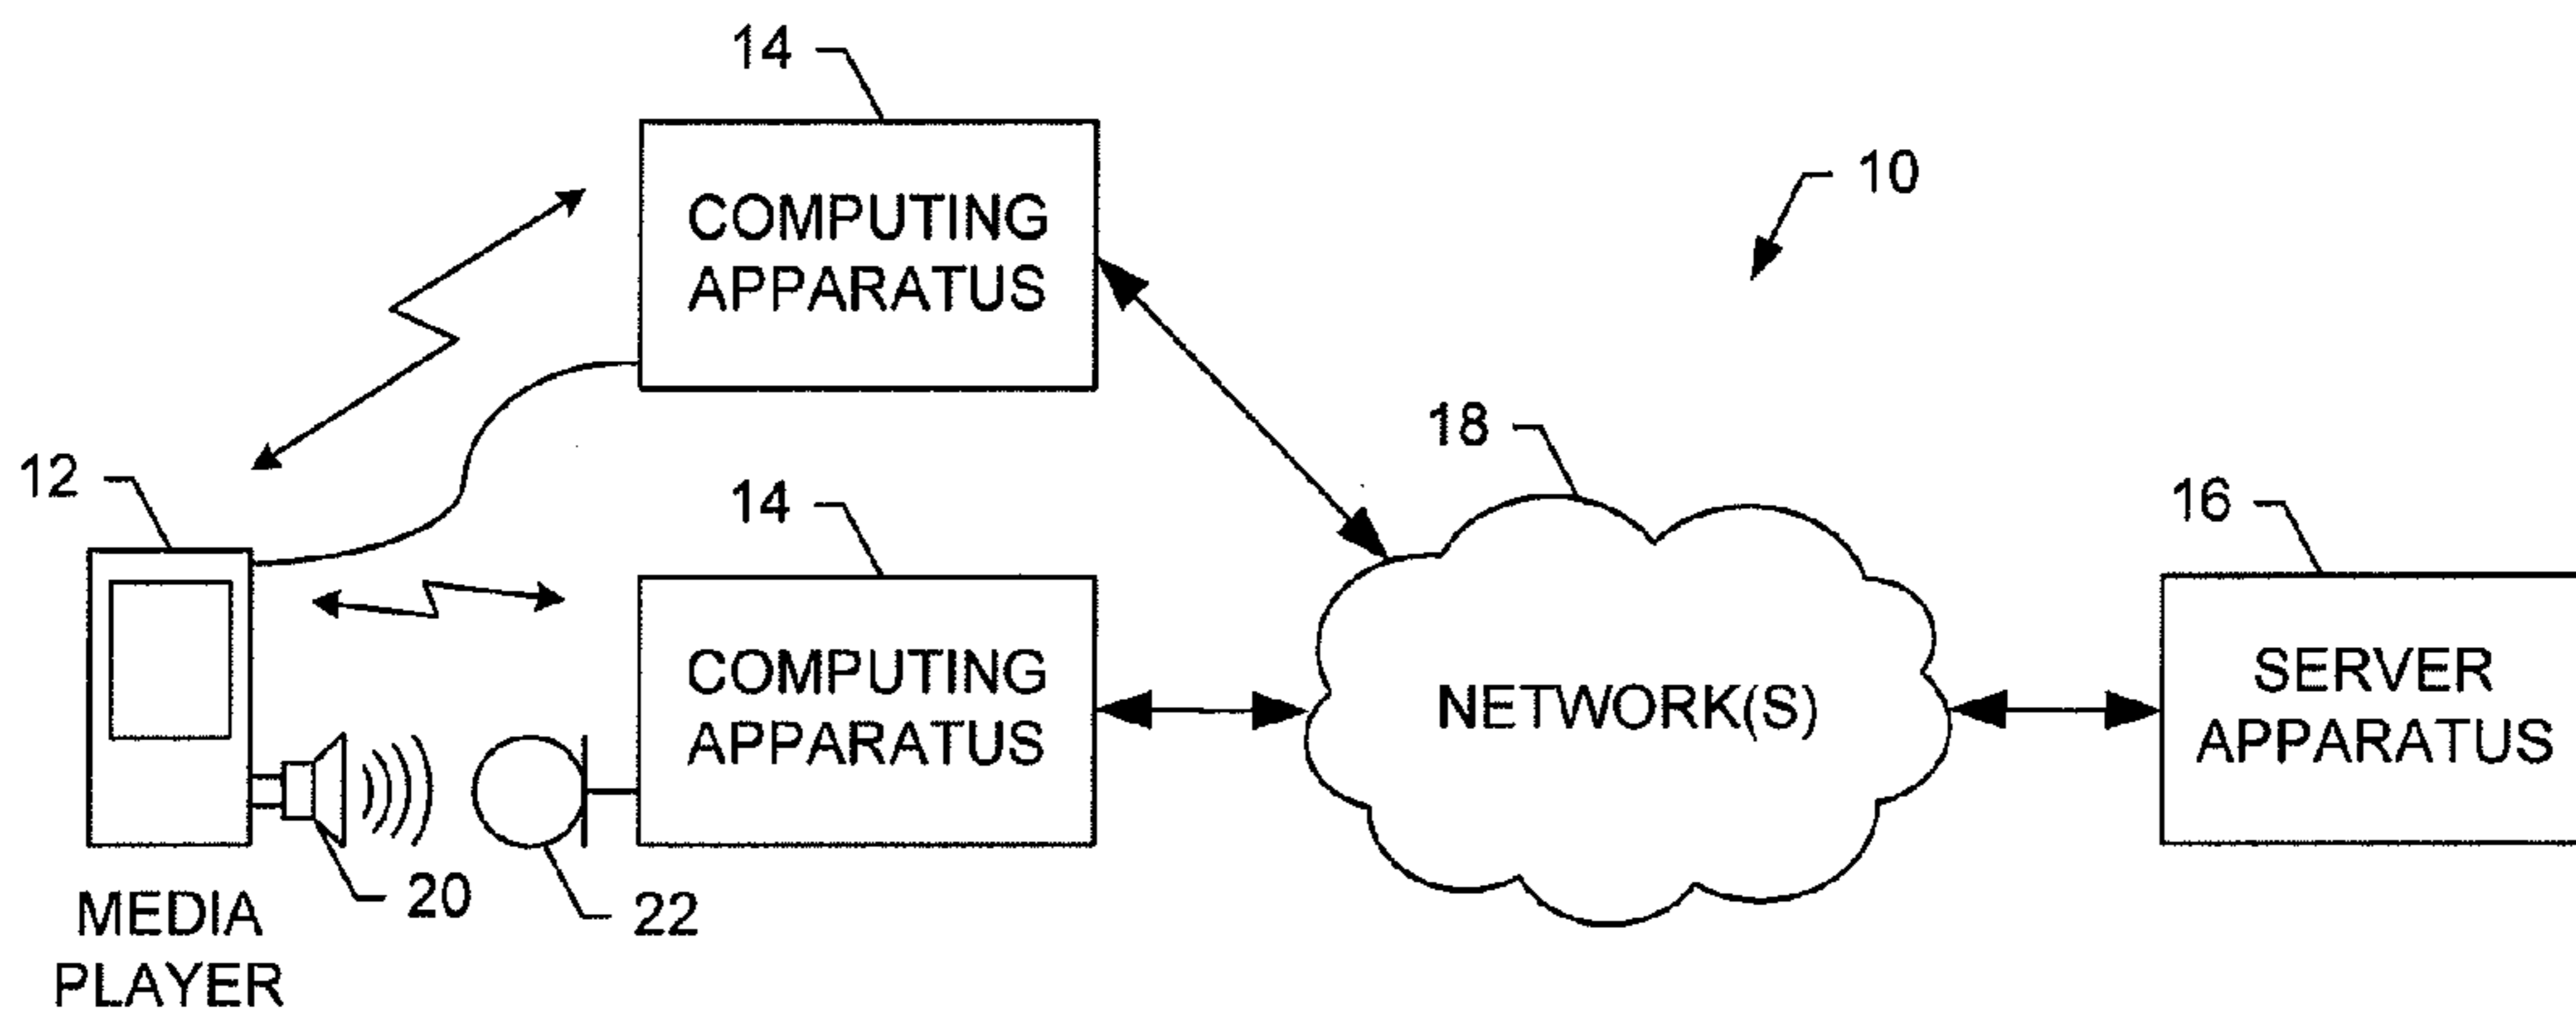 14
10
COMPUTING
APPARATUS
18
12
14
16
COMPUTING
APPARATUS
NETWORK(S)
SERVER
APPARATUS
20
22
MEDIA
PLAYER